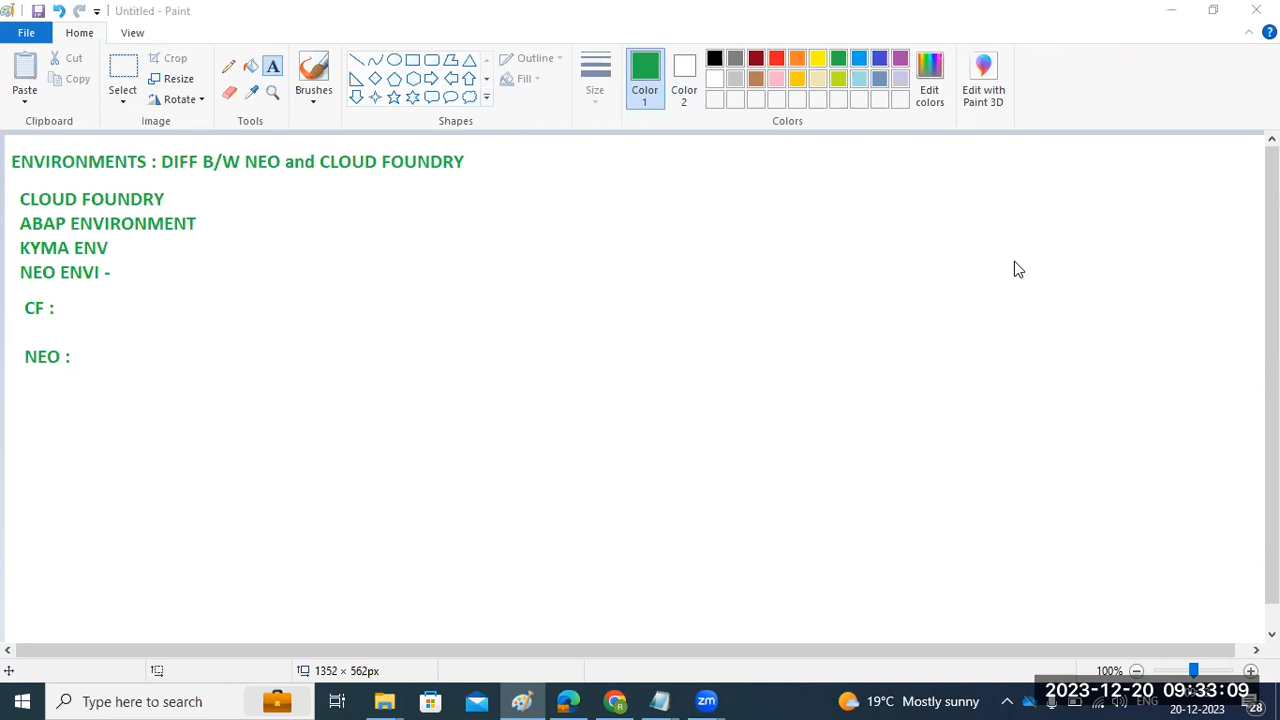 Untitled - Paint
File Home View
Paste
Cut
Copy
Clipboard
Select
Crop
Resize
Rotate
Image
A
Tools
Brushes
Shapes
Outline
Fill
Size
Color 1
Color 2
Edit colors
Colors
Edit with Paint 3D
ENVIRONMENTS : DIFF B/W NEO and CLOUD FOUNDRY
CLOUD FOUNDRY
ABAP ENVIRONMENT
KYMA ENV
NEO ENVI -
CF :
NEO :
1352 × 562px
100%
Type here to search
zm
19°C Mostly sunny
ENG
2023-12-20 09:33:09
20-12-2023
28